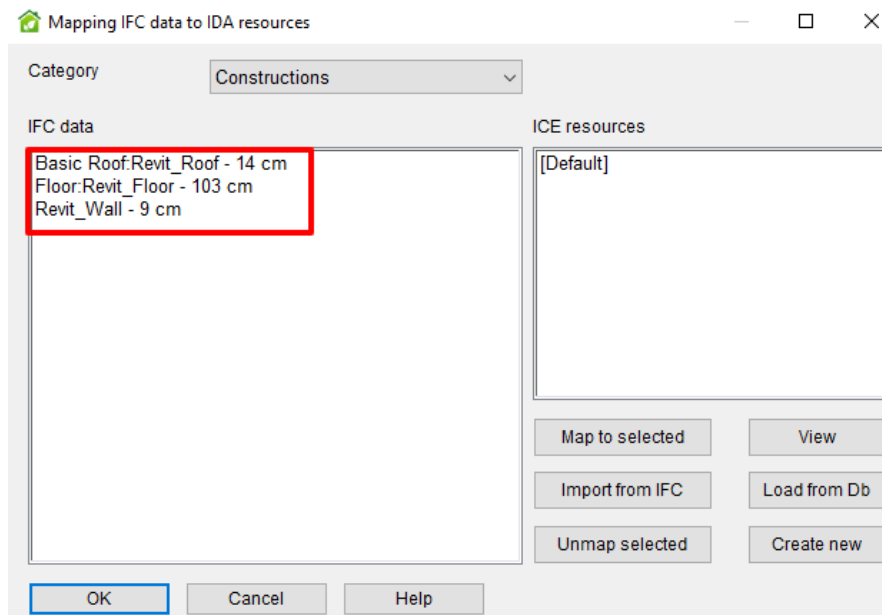 Mapping IFC data to IDA resources
Category
Constructions
IFC data
ICE resources
Basic Roof:Revit_Roof - 14 cm
Floor:Revit_Floor - 103 cm
Revit_Wall - 9 cm
[Default]
Map to selected
View
Import from IFC
Load from Db
Unmap selected
Create new
OK
Cancel
Help